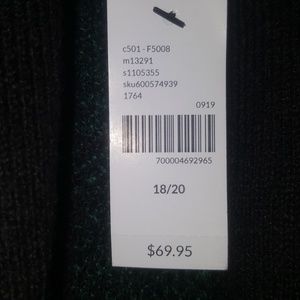 c501 - F5008
m13291
s1105355
sku600574939
1764
0919
700004692965
18/20
$69.95